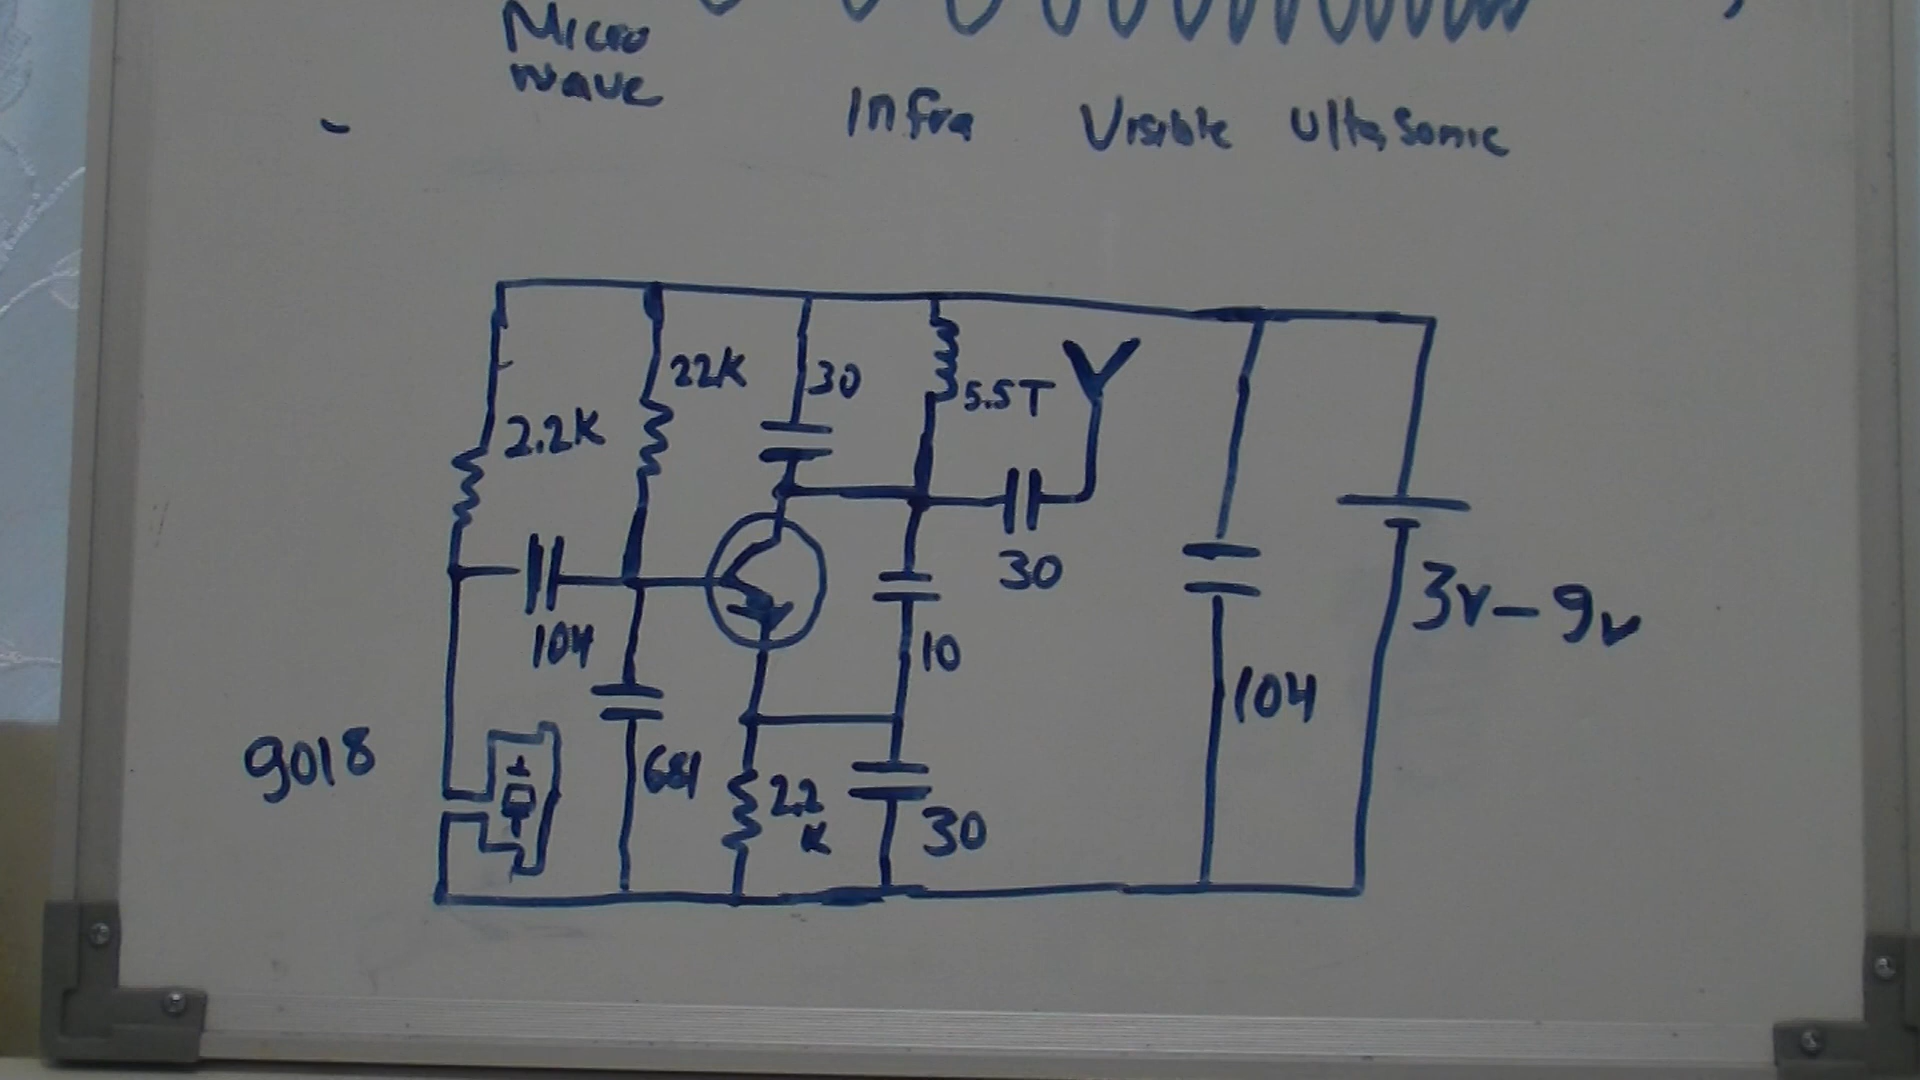 Micro
wave
Infra Visible Ultrasonic
22K 30 5.5T
2.2K
30
104
10
3v-9v
104
9018
681
2.2
K
30